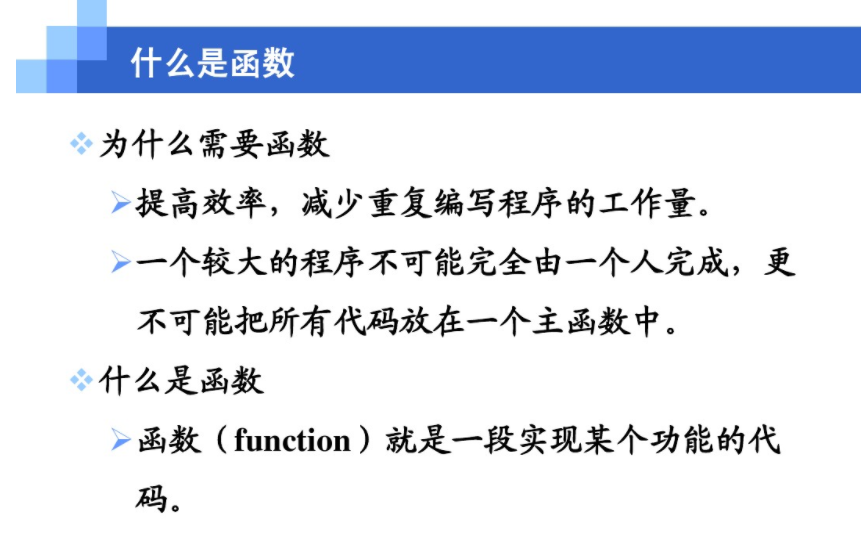 什么是函数
为什么需要函数
提高效率，减少重复编写程序的工作量。
一个较大的程序不可能完全由一个人完成，更
不可能把所有代码放在一个主函数中。
什么是函数
函数（function）就是一段实现某个功能的代
码。